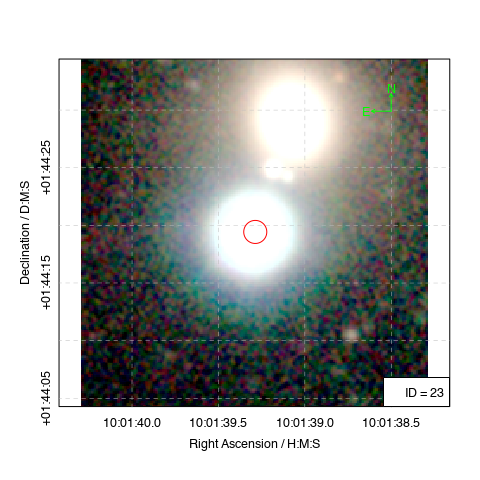 N
+01:44:25
+01:44:15
+01:44:05
Declination / D:M:S
ID = 23
10:01:40.0 10:01:39.5 10:01:39.0 10:01:38.5
Right Ascension / H:M:S